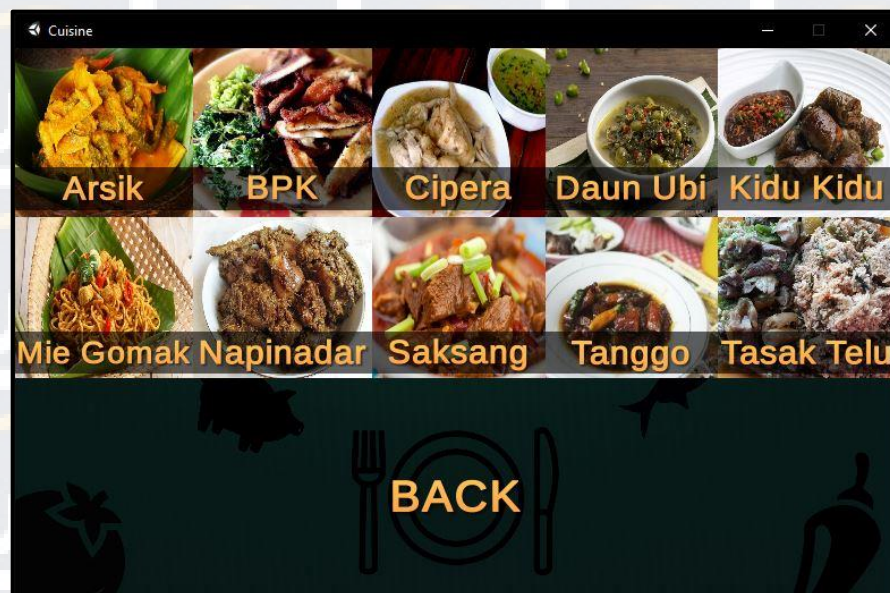 Cuisine
Arsik
BPK
Cipera
Daun Ubi
Kidu Kidu
Mie Gomak
Napinadar
Saksang
Tanggo
Tasak Telu
BACK